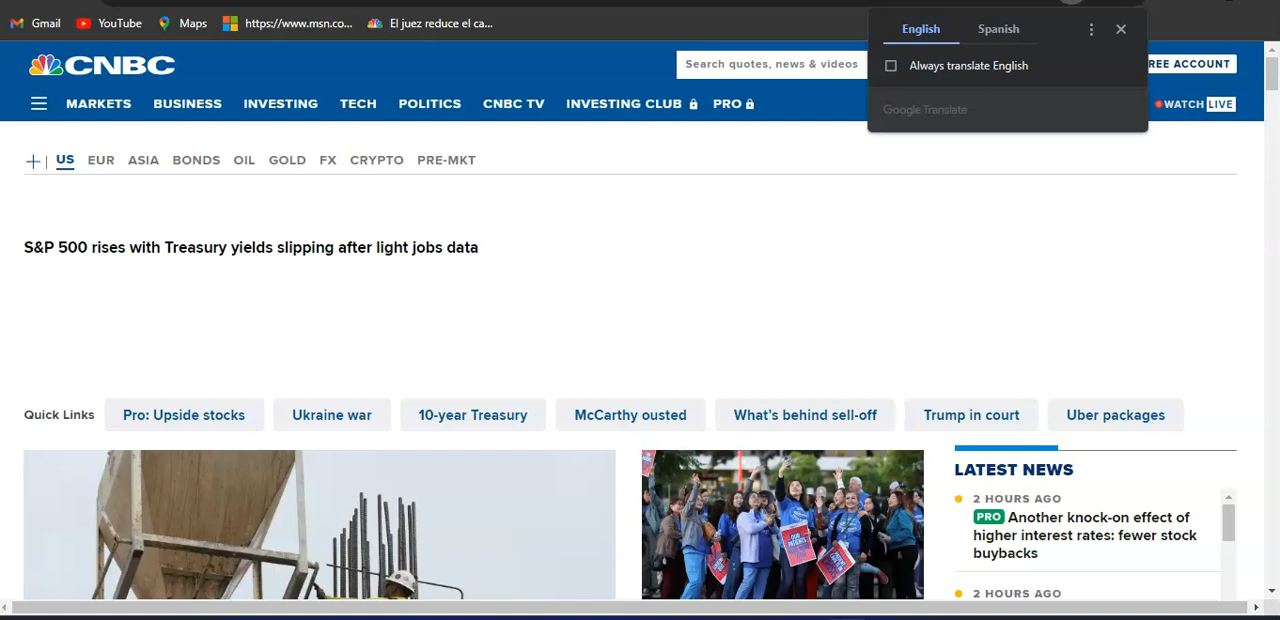 Gmail YouTube Maps https://www.msn.co... El juez reduce el ca...
English Spanish
Always translate English
Google Translate
CNBC
Search quotes, news & videos
REE ACCOUNT
MARKETS BUSINESS INVESTING TECH POLITICS CNBC TV INVESTING CLUB PRO
WATCH LIVE
US EUR ASIA BONDS OIL GOLD FX CRYPTO PRE-MKT
S&P 500 rises with Treasury yields slipping after light jobs data
Quick Links Pro: Upside stocks Ukraine war 10-year Treasury McCarthy ousted What's behind sell-off Trump in court Uber packages
LATEST NEWS
2 HOURS AGO
PRO Another knock-on effect of
higher interest rates: fewer stock
buybacks
2 HOURS AGO